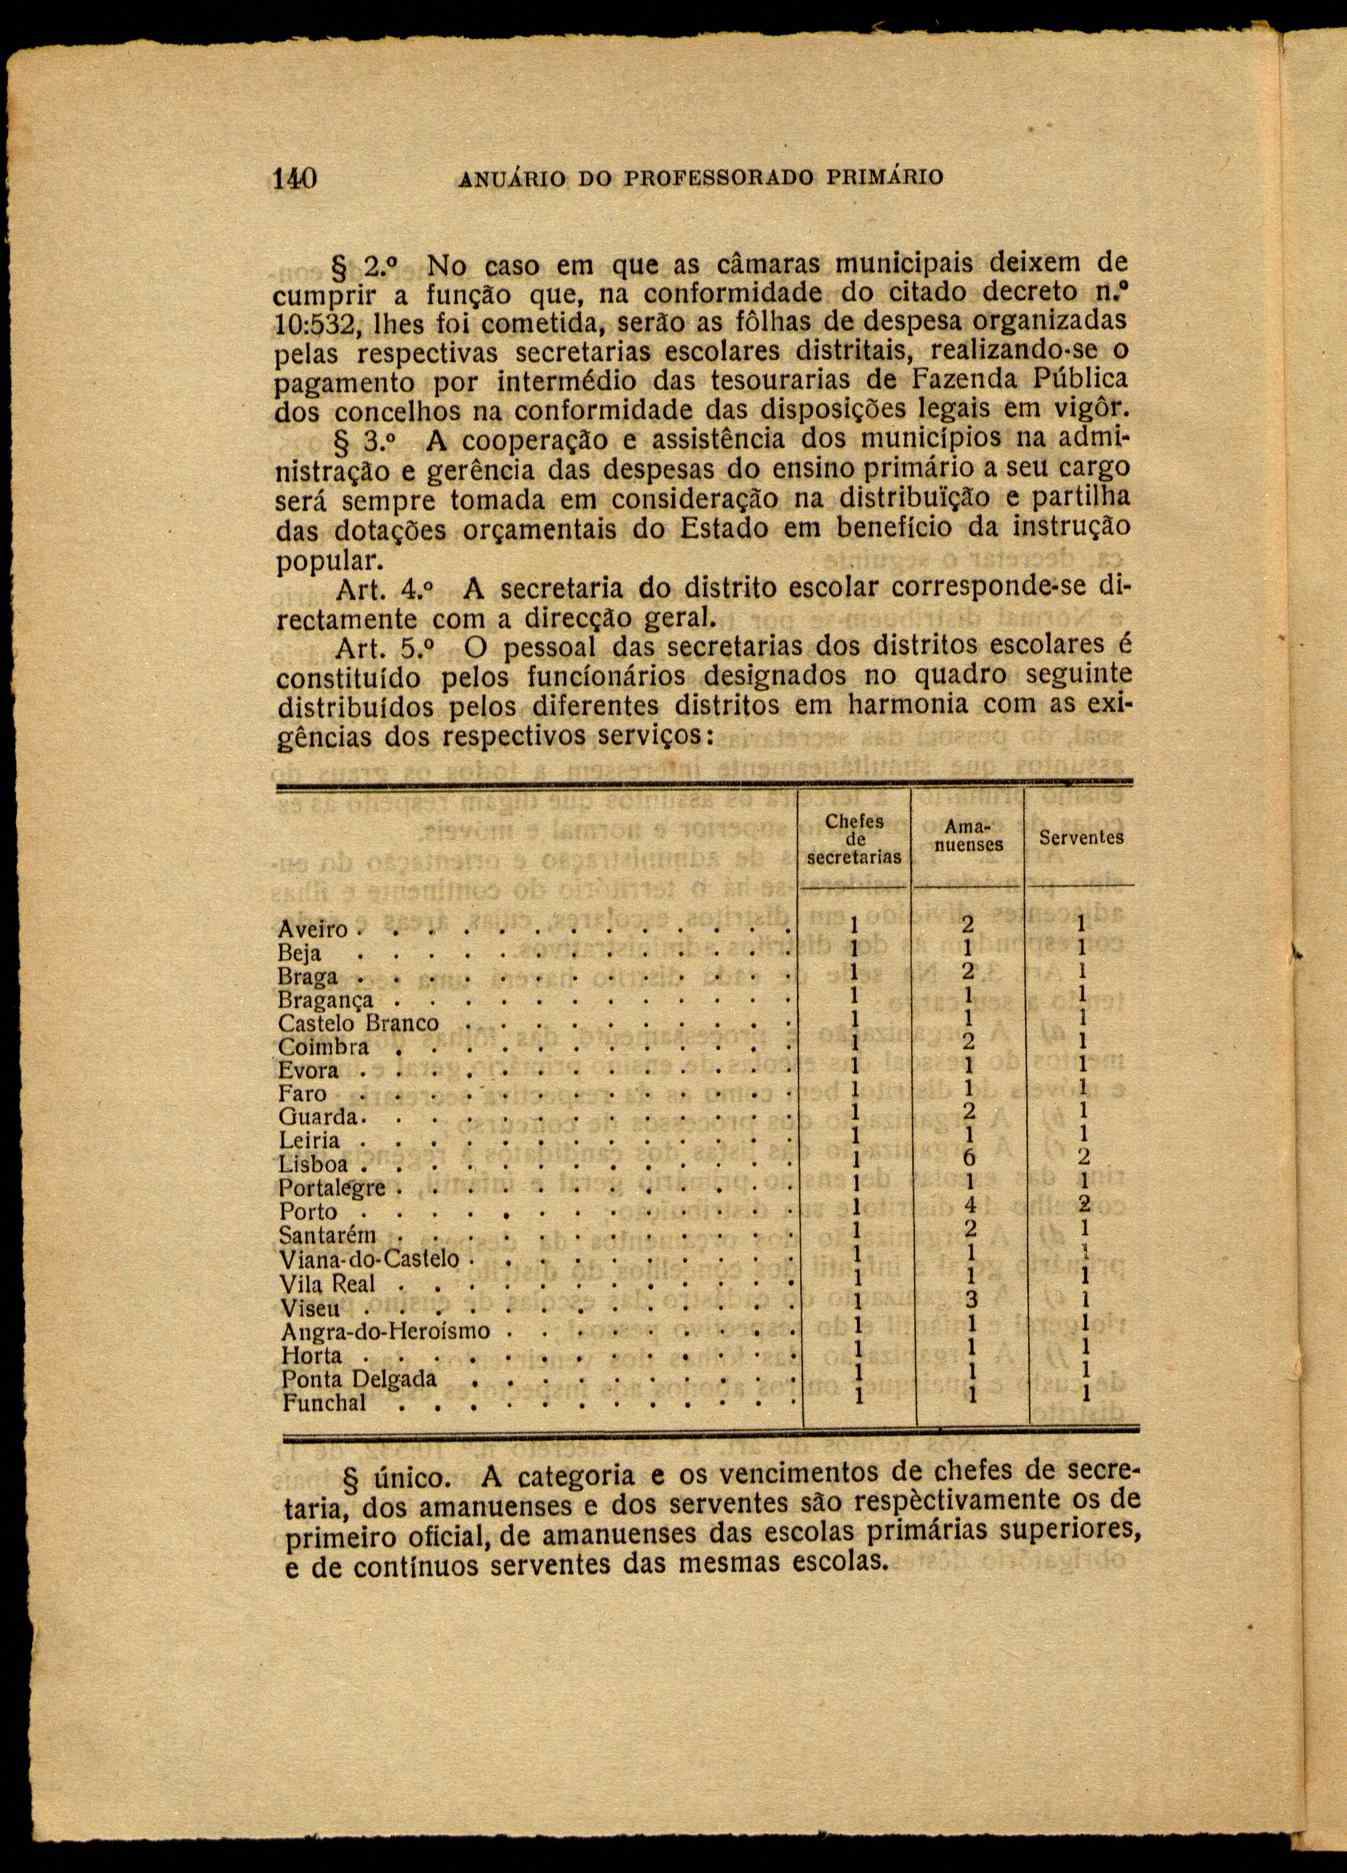 140 ANUÁRIO DO PROFESSORADO PRIMÁRIO
§ 2.º No caso em que as câmaras municipais deixem de
cumprir a função que, na conformidade do citado decreto n.º
10:532, lhes foi cometida, serão as fôlhas de despesa organizadas
pelas respectivas secretarias escolares distritais, realizando-se o
pagamento por intermédio das tesourarias de Fazenda Pública
dos concelhos na conformidade das disposições legais em vigôr.
§ 3.º A cooperação e assistência dos municípios na admi-
nistração e gerência das despesas do ensino primário a seu cargo
será sempre tomada em consideração na distribuïção e partilha
das dotações orçamentais do Estado em benefício da instrução
popular.
Art. 4.º A secretaria do distrito escolar corresponde-se di-
rectamente com a direcção geral.
Art. 5.º O pessoal das secretarias dos distritos escolares é
constituído pelos funcíonários designados no quadro seguinte
distribuídos pelos diferentes distritos em harmonia com as exi-
gências dos respectivos serviços:
Chefes de secretarias Ama-nuenses Serventes
Aveiro . . . . . . . . . . . . . 1 2 1
Beja . . . . . . . . . . . . . 1 1 1
Braga . . . . . . . . . . . . . 1 2 1
Bragança . . . . . . . . . . . . 1 1 1
Castelo Branco . . . . . . . . . . 1 1 1
Coimbra . . . . . . . . . . . . 1 2 1
Evora . . . . . . . . . . . . . 1 1 1
Faro . . . . . . . . . . . . . 1 1 1
Guarda . . . . . . . . . . . . . 1 2 1
Leiria . . . . . . . . . . . . . 1 1 1
Lisboa . . . . . . . . . . . . . 1 6 2
Portalegre . . . . . . . . . . . . 1 1 1
Porto . . . . . . . . . . . . . 1 4 2
Santarém . . . . . . . . . . . . 1 2 1
Viana-do-Castelo . . . . . . . . . . 1 1 1
Vila Real . . . . . . . . . . . . 1 1 1
Viseu . . . . . . . . . . . . . 1 3 1
Angra-do-Heroísmo . . . . . . . . . 1 1 1
Horta . . . . . . . . . . . . . 1 1 1
Ponta Delgada . . . . . . . . . . 1 1 1
Funchal . . . . . . . . . . . . 1 1 1
§ único. A categoria e os vencimentos de chefes de secre-
taria, dos amanuenses e dos serventes são respèctivamente os de
primeiro oficial, de amanuenses das escolas primárias superiores,
e de contínuos serventes das mesmas escolas.